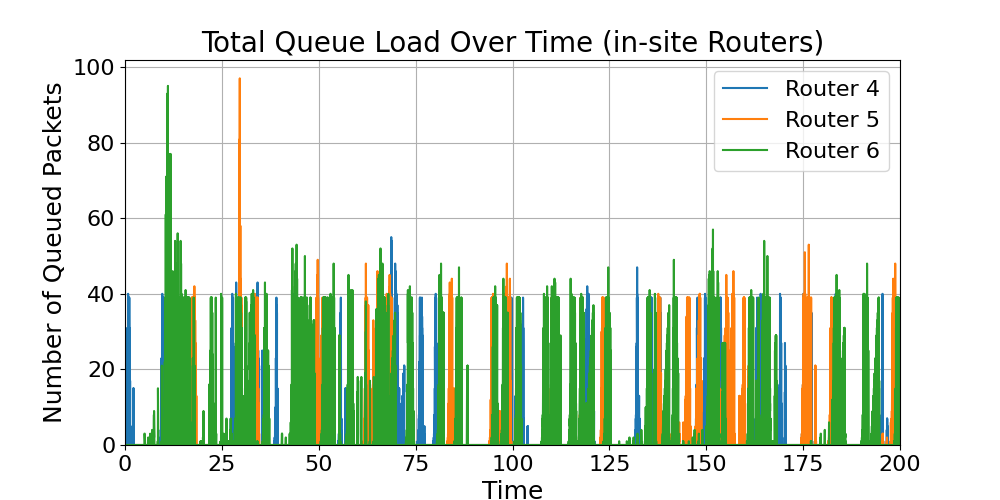 Total Queue Load Over Time (in-site Routers)
Number of Queued Packets
100
80
60
40
20
0
Router 4
Router 5
Router 6
0 25 50 75 100 125 150 175 200
Time